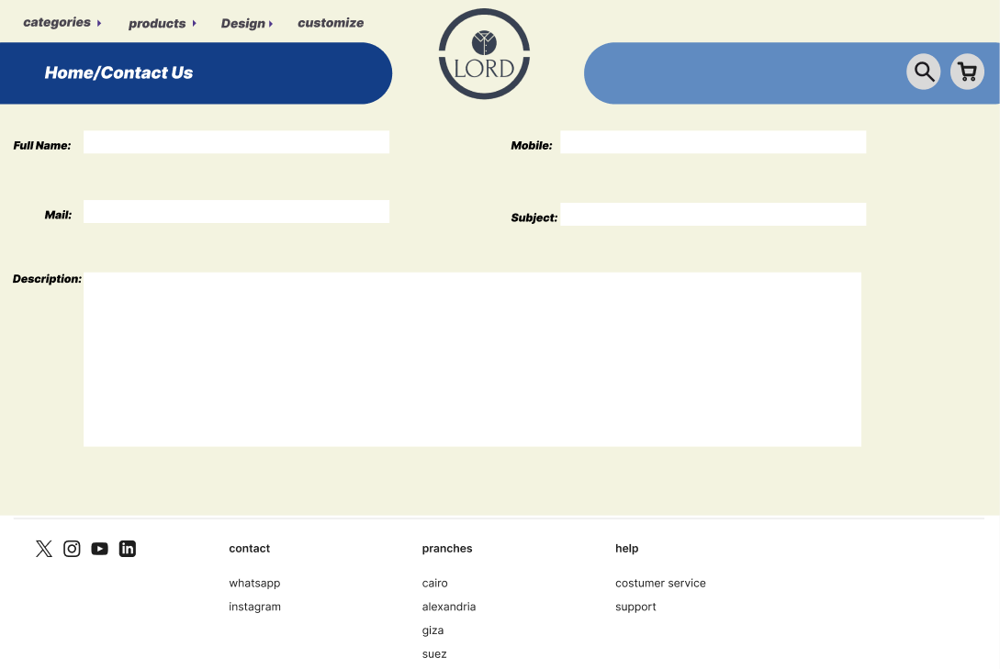 categories
products
Design
customize
LORD
Home/Contact Us
Full Name:
Mobile:
Mail:
Subject:
Description:
contact
whatsapp
instagram
pranches
cairo
alexandria
giza
suez
help
costumer service
support